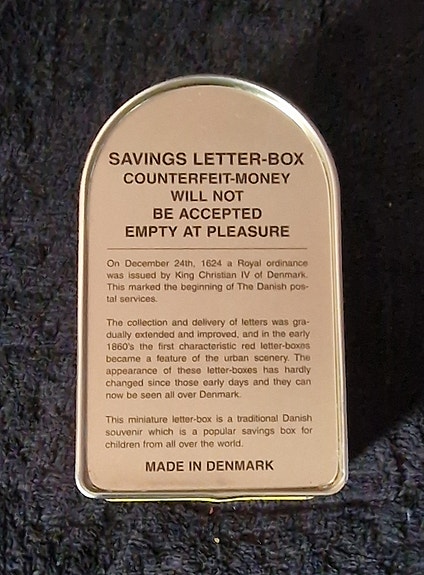 SAVINGS LETTER-BOX
COUNTERFEIT-MONEY
WILL NOT
BE ACCEPTED
EMPTY AT PLEASURE
On December 24th, 1624 a Royal ordinance
was issued by King Christian IV of Denmark.
This marked the beginning of The Danish pos-
tal services.
The collection and delivery of letters was gra-
dually extended and improved, and in the early
1860's the first characteristic red letter-boxes
became a feature of the urban scenery. The
appearance of these letter-boxes has hardly
changed since those early days and they can
now be seen all over Denmark.
This miniature letter-box is a traditional Danish
souvenir which is a popular savings box for
children from all over the world.
MADE IN DENMARK